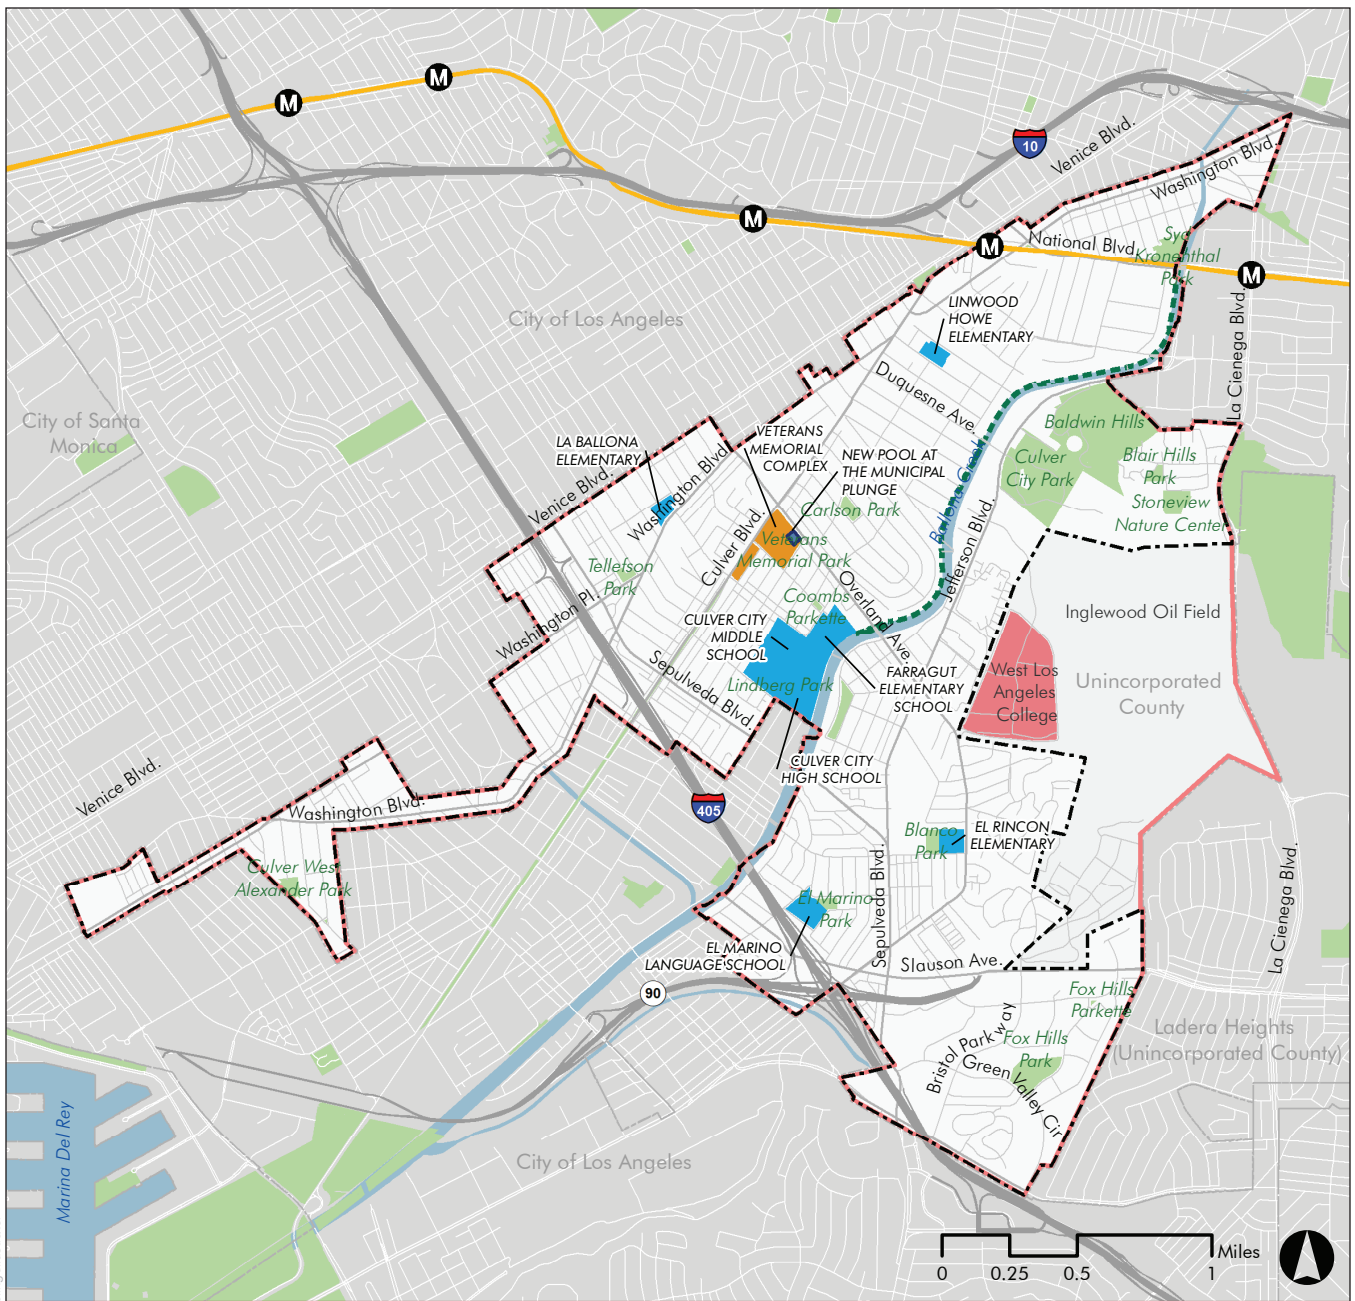 M
M
10
Venice Blvd.
Washington Blvd.
M
M
National Blvd.
Syd
Kronenthal
Park
M
LINWOOD
HOWE
ELEMENTARY
La Cienega Blvd.
City of Los Angeles
Duquesne Ave.
City of Santa
Monica
Baldwin Hills
LA BALLONA
ELEMENTARY
VETERANS
MEMORIAL
COMPLEX
NEW POOL AT
THE MUNICIPAL
PLUNGE
Culver
City Park
Blair Hills
Park
Stoneview
Nature Center
Venice Blvd.
Washington Blvd.
Culver Blvd.
Carlson Park
Ballona Creek
Jefferson Blvd.
Veterans
Memorial Park
Tellefson
Park
Washington Pl.
Coombs
Parkette
Overland Ave.
Inglewood Oil Field
CULVER CITY
MIDDLE
SCHOOL
Sepulveda Blvd.
Lindberg Park
FARRAGUT
ELEMENTARY
SCHOOL
West Los
Angeles
College
Unincorporated
County
CULVER CITY
HIGH SCHOOL
Venice Blvd.
Washington Blvd.
405
Blanco
Park
EL RINCON
ELEMENTARY
Culver West
Alexander Park
El Marino
Park
Sepulveda Blvd.
La Cienega Blvd.
EL MARINO
LANGUAGE SCHOOL
Slauson Ave.
90
Fox Hills
Parkette
Bristol Parkway
Fox Hills
Park
Green Valley Cir
Ladera Heights
(Unincorporated County)
Marina Del Rey
City of Los Angeles
Miles
0
0.25
0.5
1